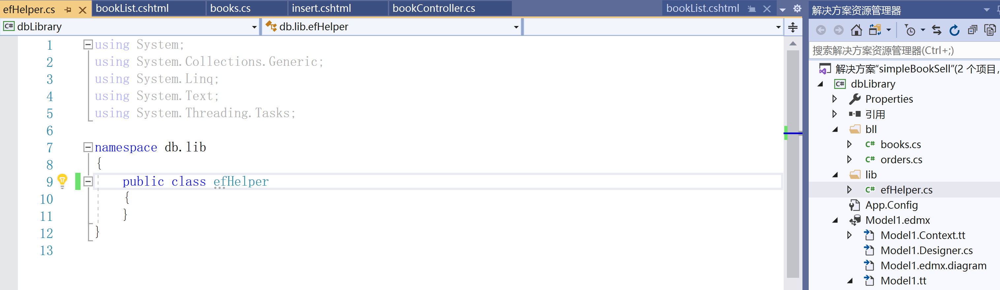 efHelper.cs
bookList.cshtml
books.cs
insert.cshtml
bookController.cs
bookList.cshtml
C# dbLibrary
db.lib.efHelper
1 using System;
2 using System.Collections.Generic;
3 using System.Linq;
4 using System.Text;
5 using System.Threading.Tasks;
6
7 namespace db.lib
8 {
9 public class efHelper
10 {
11 }
12 }
13
解决方案资源管理器
搜索解决方案资源管理器(Ctrl+;)
解决方案“simpleBookSell”(2 个项目,
C# dbLibrary
Properties
引用
bll
C# books.cs
C# orders.cs
lib
C# efHelper.cs
App.Config
Model1.edmx
Model1.Context.tt
Model1.Designer.cs
Model1.edmx.diagram
Model1.tt